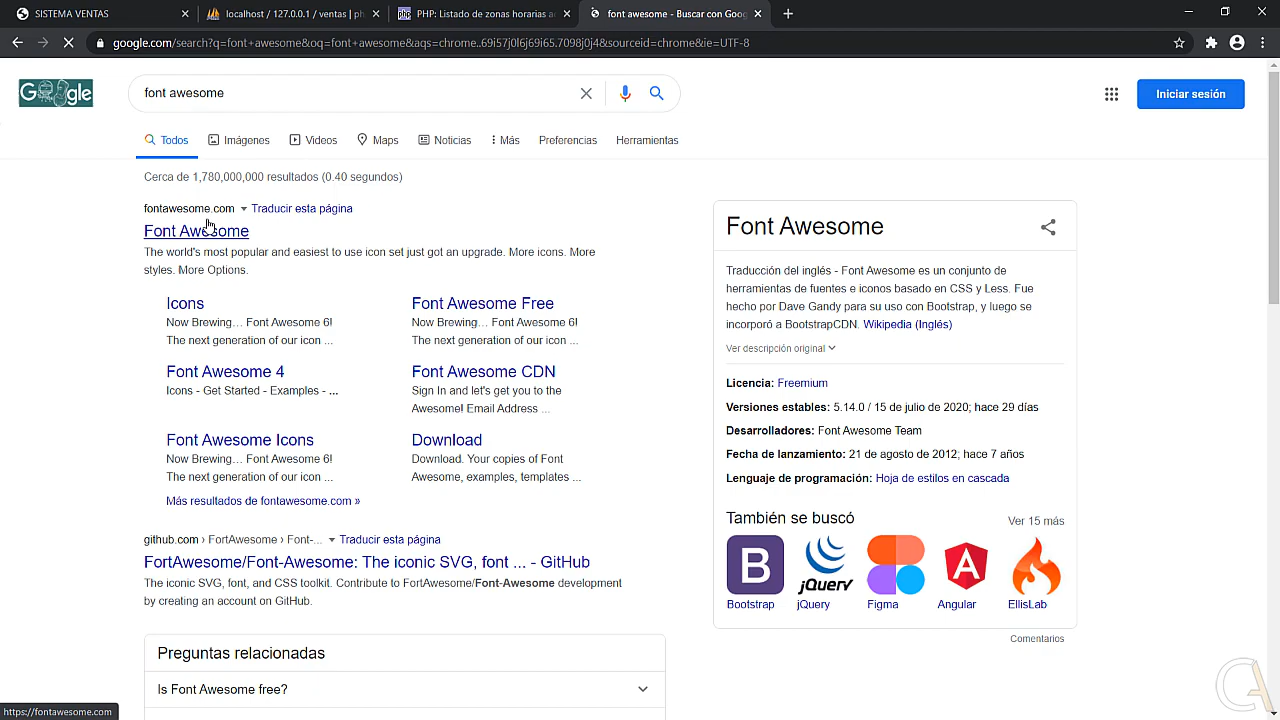 SISTEMA VENTAS
localhost / 127.0.0.1 / ventas | ph
PHP: Listado de zonas horarias a
font awesome - Buscar con Goog
google.com/search?q=font+awesome&oq=font+awesome&aqs=chrome..69i57j0l6j69i65.7098j0j4&sourceid=chrome&ie=UTF-8
Google
font awesome
Iniciar sesión
Todos Imágenes Videos Maps Noticias Más Preferencias Herramientas
Cerca de 1,780,000,000 resultados (0.40 segundos)
fontawesome.com Traducir esta página
Font Awesome
The world's most popular and easiest to use icon set just got an upgrade. More icons. More
styles. More Options.
Icons
Now Brewing… Font Awesome 6!
The next generation of our icon ...
Font Awesome Free
Now Brewing… Font Awesome 6!
The next generation of our icon ...
Font Awesome 4
Icons - Get Started - Examples - ...
Font Awesome CDN
Sign In and let's get you to the
Awesome! Email Address ...
Font Awesome Icons
Now Brewing… Font Awesome 6!
The next generation of our icon ...
Download
Download. Your copies of Font
Awesome, examples, templates ...
Más resultados de fontawesome.com »
github.com › FortAwesome › Font-... Traducir esta página
FortAwesome/Font-Awesome: The iconic SVG, font ... - GitHub
The iconic SVG, font, and CSS toolkit. Contribute to FortAwesome/Font-Awesome development
by creating an account on GitHub.
Preguntas relacionadas
Is Font Awesome free?
Font Awesome
Traducción del inglés - Font Awesome es un conjunto de
herramientas de fuentes e iconos basado en CSS y Less. Fue
hecho por Dave Gandy para su uso con Bootstrap, y luego se
incorporó a BootstrapCDN. Wikipedia (Inglés)
Ver descripción original
Licencia: Freemium
Versiones estables: 5.14.0 / 15 de julio de 2020; hace 29 días
Desarrolladores: Font Awesome Team
Fecha de lanzamiento: 21 de agosto de 2012; hace 7 años
Lenguaje de programación: Hoja de estilos en cascada
También se buscó
Ver 15 más
B
jQuery
A
Bootstrap
jQuery
Figma
Angular
EllisLab
Comentarios
CA
https://fontawesome.com